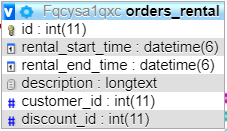 Fqcysa1qxc orders_rental
id : int(11)
rental_start_time : datetime(6)
rental_end_time : datetime(6)
description : longtext
# customer_id : int(11)
# discount_id : int(11)